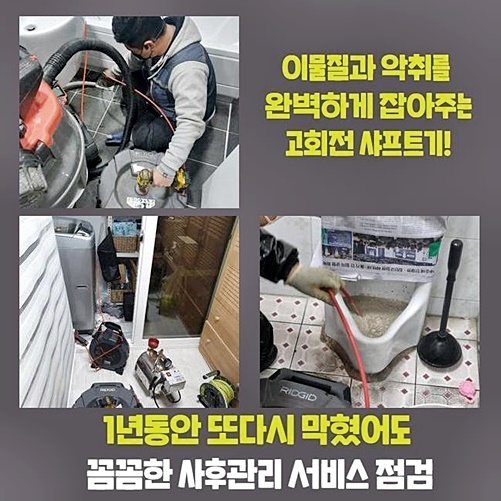 이물질과 악취를
완벽하게 잡아주는
고회전 샤프트기!
RIDGID
RIDGID
1년동안 또다시 막혔어도
꼼꼼한 사후관리 서비스 점검